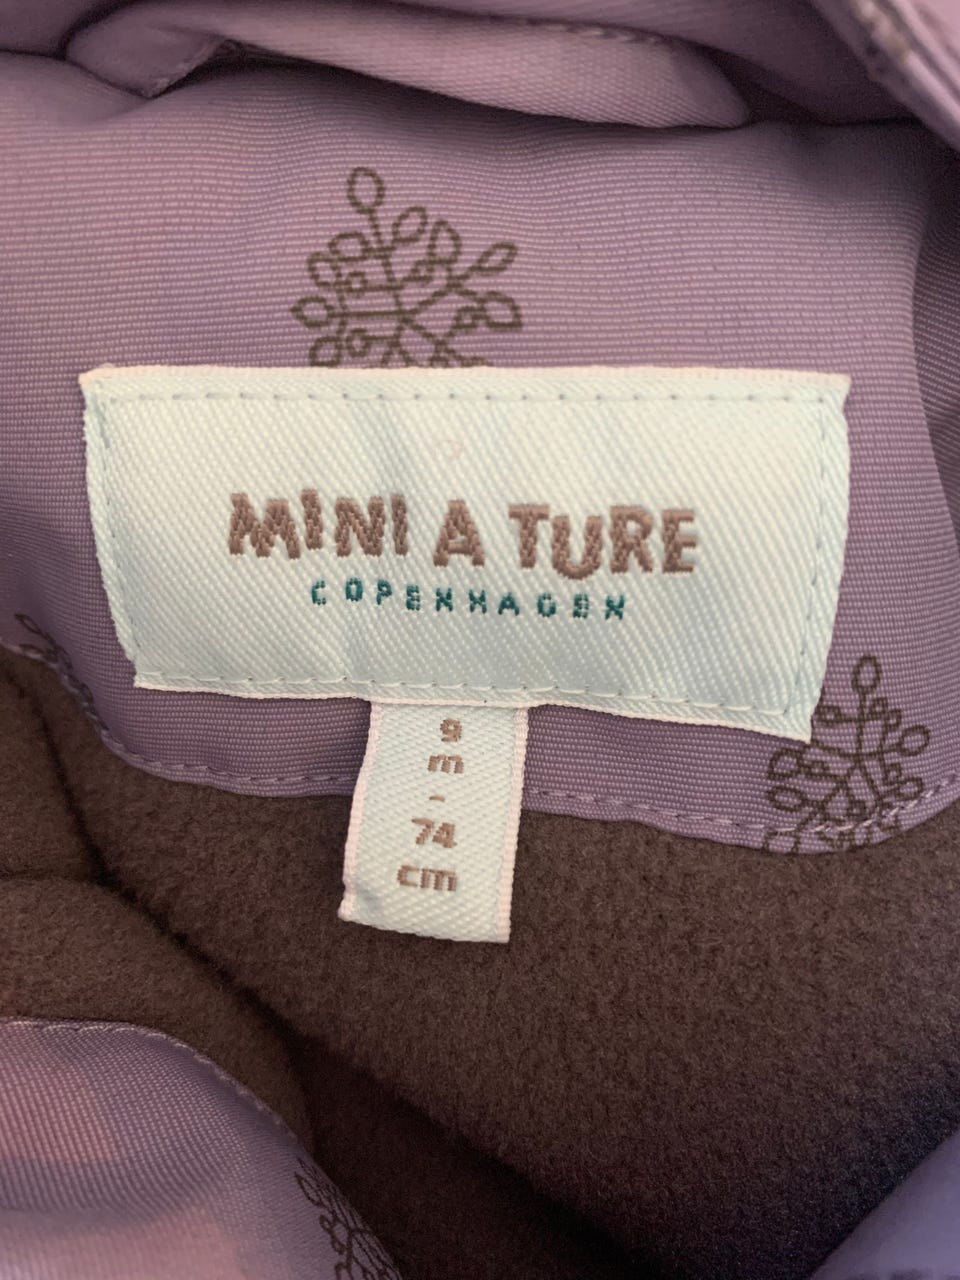 MINI A TURE
COPENHAGEN
9
m
-
74
cm